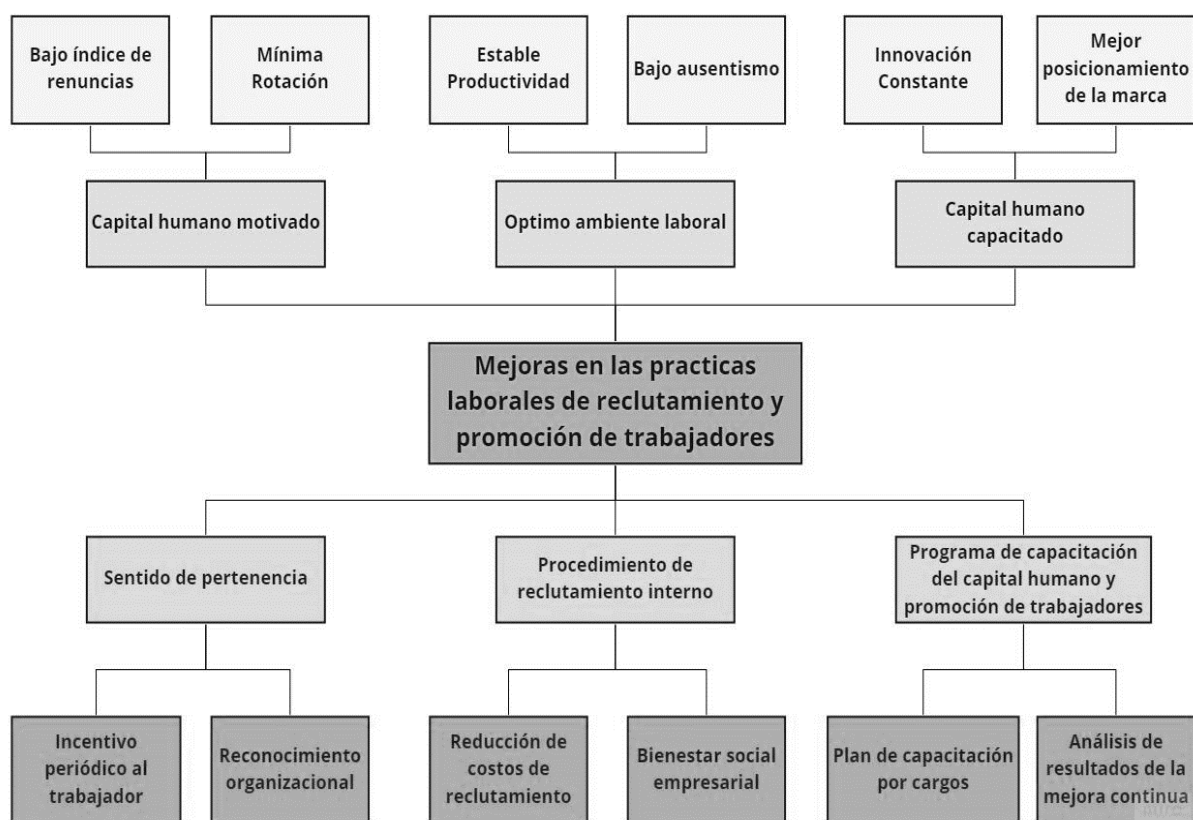 Bajo índice de
renuncias
Mínima
Rotación
Estable
Productividad
Bajo ausentismo
Innovación
Constante
Mejor
posicionamiento
de la marca
Capital humano motivado
Optimo ambiente laboral
Capital humano
capacitado
Mejoras en las practicas
laborales de reclutamiento y
promoción de trabajadores
Sentido de pertenencia
Procedimiento de
reclutamiento interno
Programa de capacitación
del capital humano y
promoción de trabajadores
Incentivo
periódico al
trabajador
Reconocimiento
organizacional
Reducción de
costos de
reclutamiento
Bienestar social
empresarial
Plan de capacitación
por cargos
Análisis de
resultados de la
mejora continua